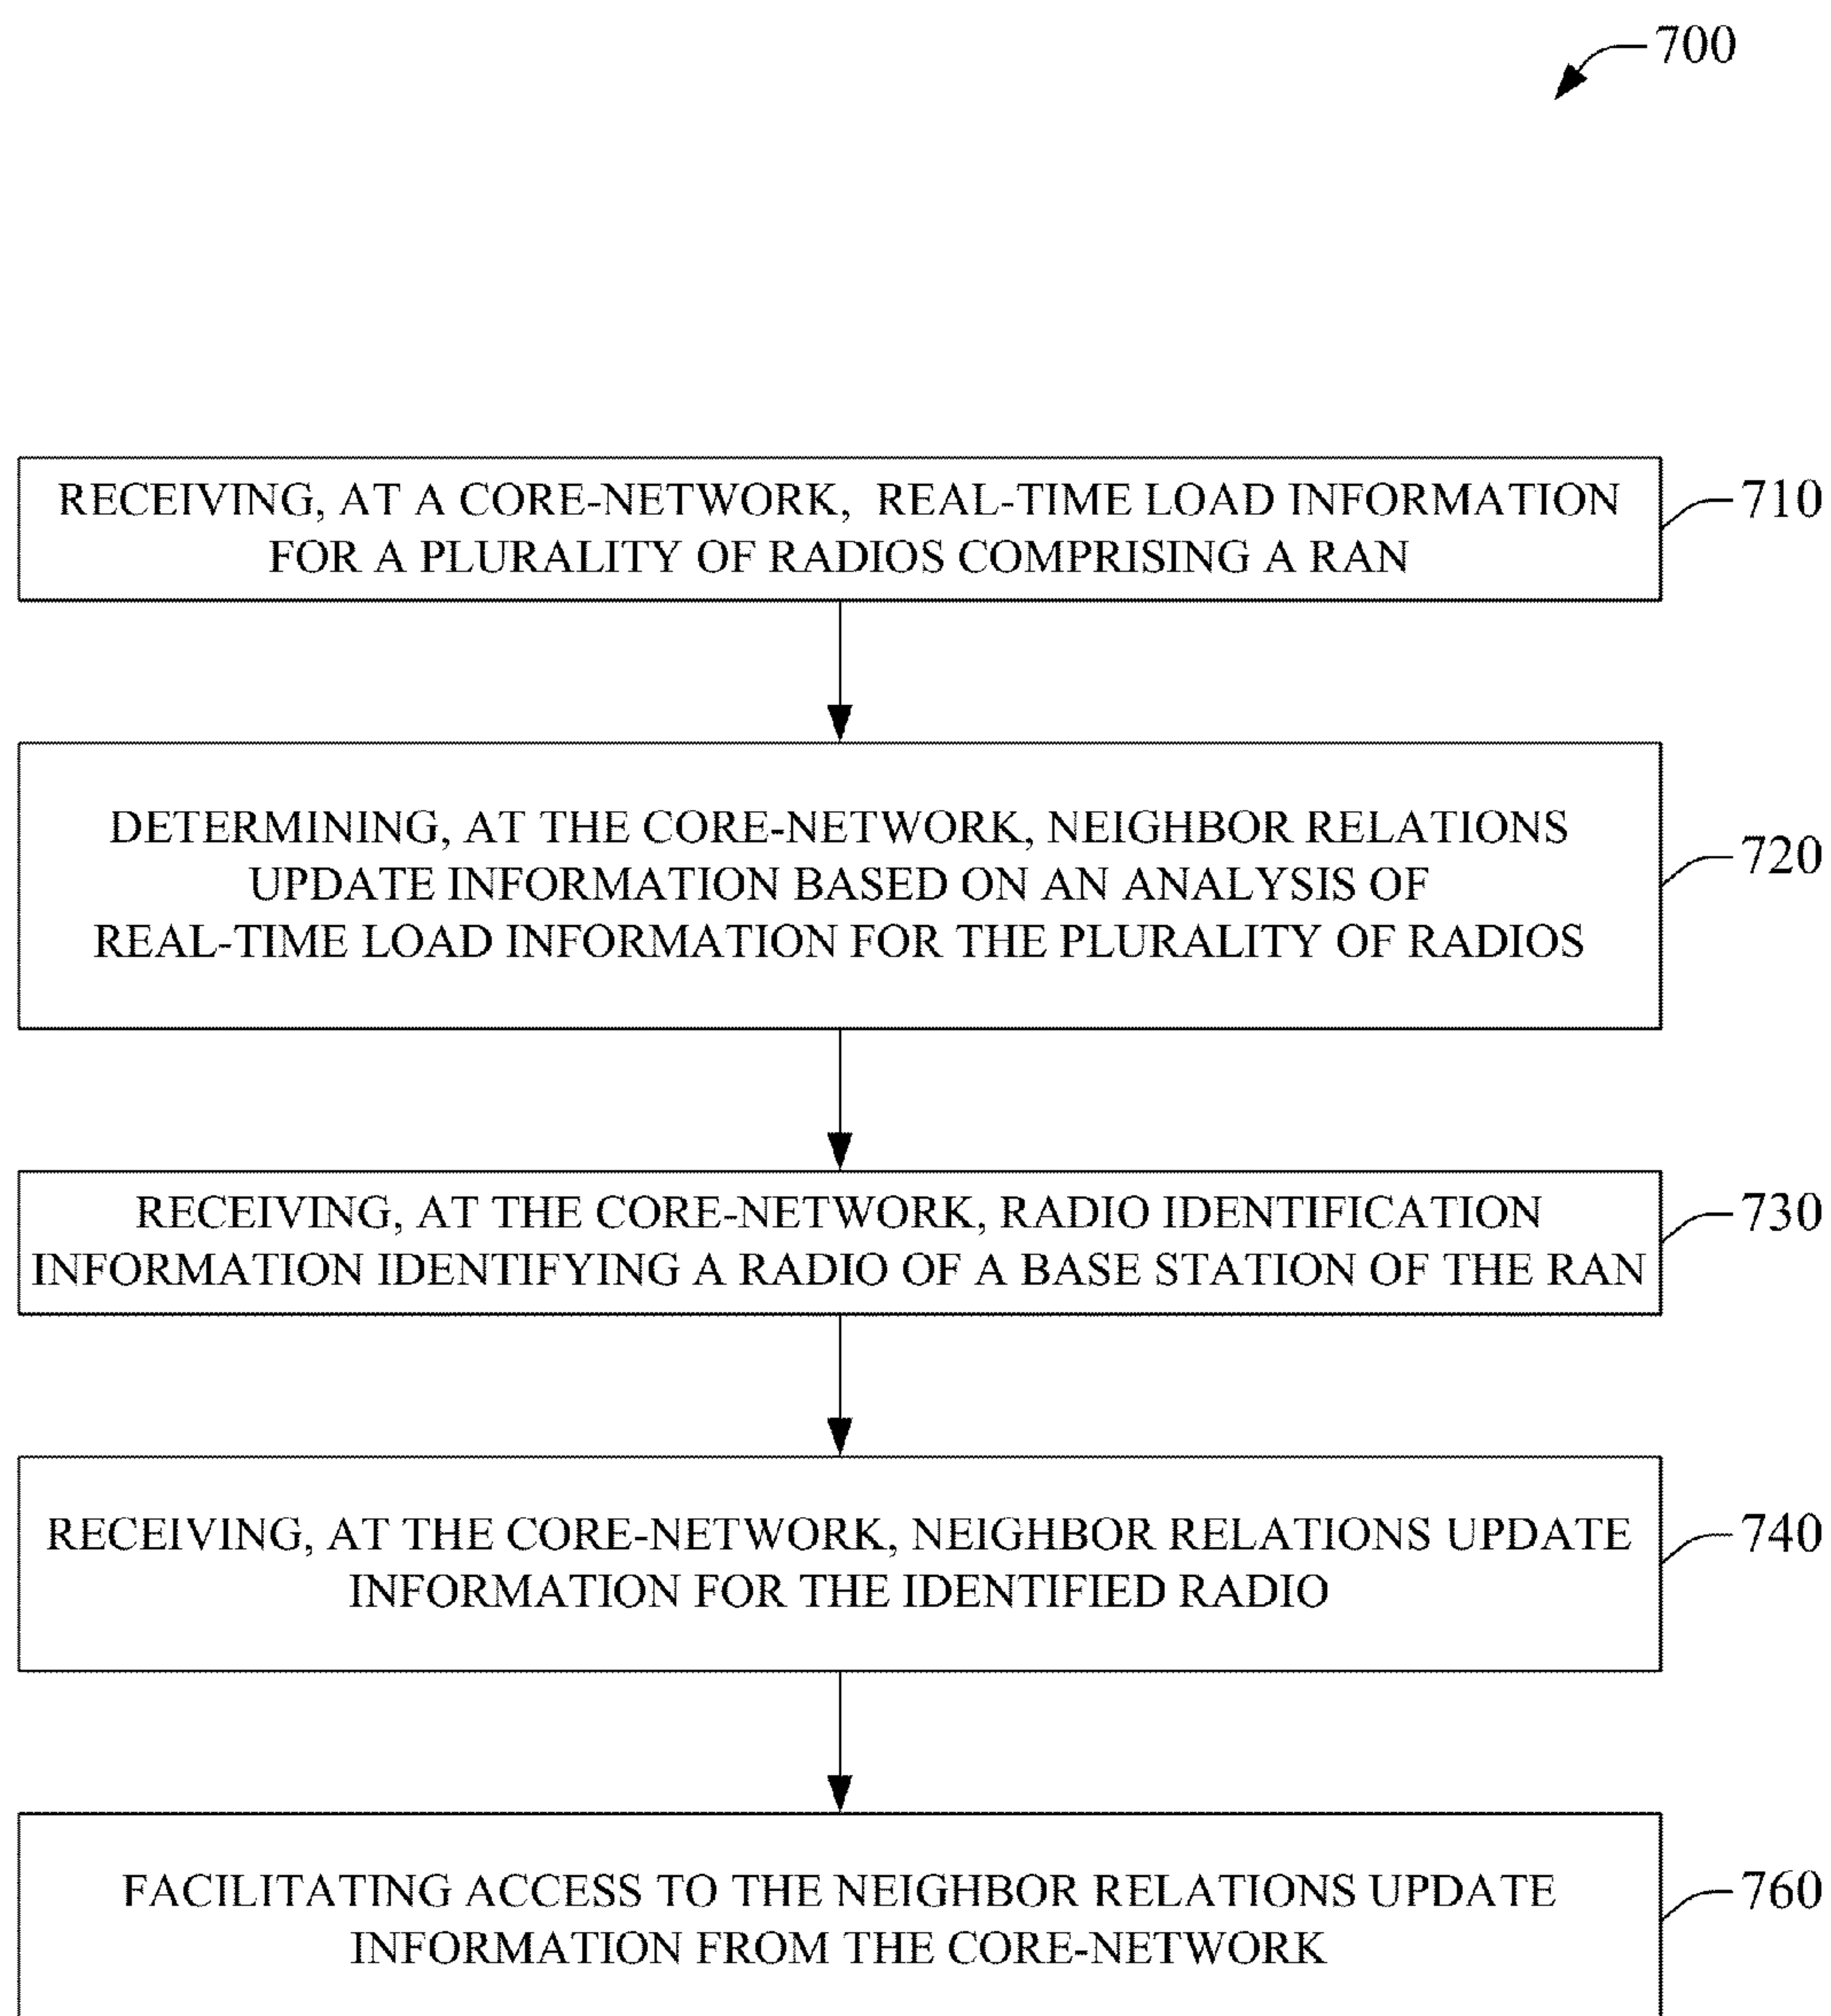 700
RECEIVING, AT A CORE-NETWORK, REAL-TIME LOAD INFORMATION
FOR A PLURALITY OF RADIOS COMPRISING A RAN
710
DETERMINING, AT THE CORE-NETWORK, NEIGHBOR RELATIONS
UPDATE INFORMATION BASED ON AN ANALYSIS OF
REAL-TIME LOAD INFORMATION FOR THE PLURALITY OF RADIOS
720
RECEIVING, AT THE CORE-NETWORK, RADIO IDENTIFICATION
INFORMATION IDENTIFYING A RADIO OF A BASE STATION OF THE RAN
730
RECEIVING, AT THE CORE-NETWORK, NEIGHBOR RELATIONS UPDATE
INFORMATION FOR THE IDENTIFIED RADIO
740
FACILITATING ACCESS TO THE NEIGHBOR RELATIONS UPDATE
INFORMATION FROM THE CORE-NETWORK
760